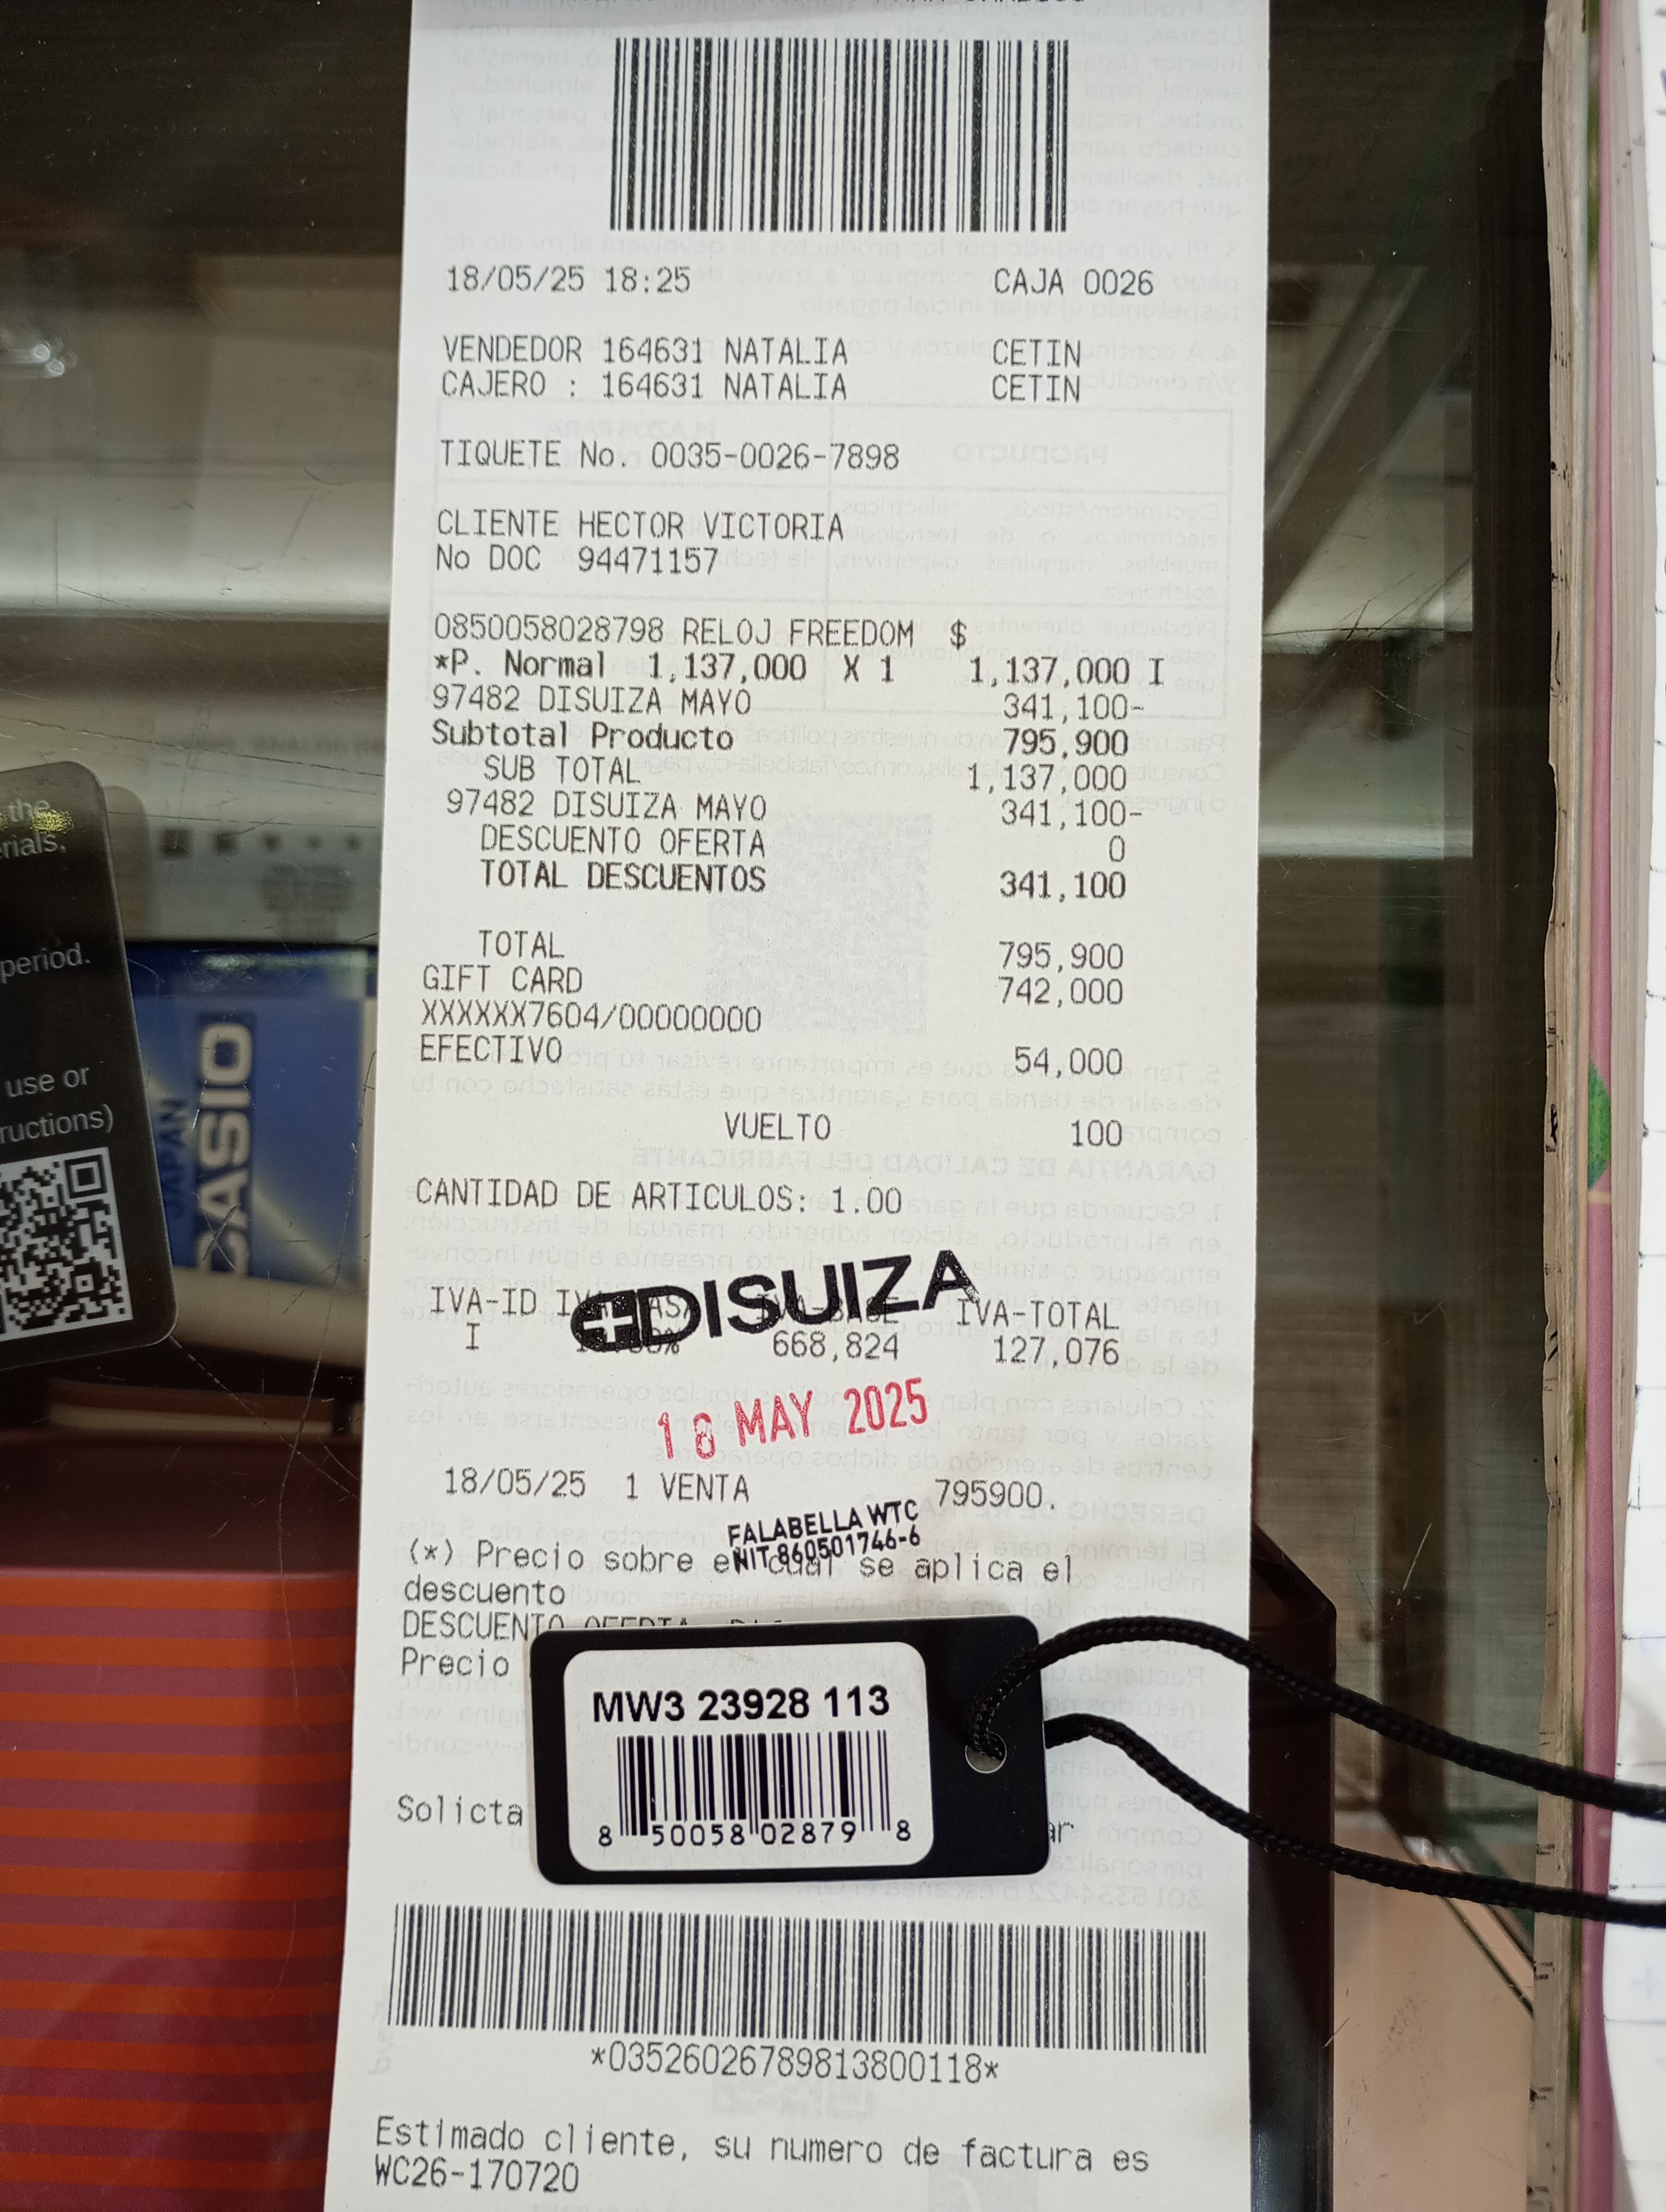 18/05/25 18:25 CAJA 0026
VENDEDOR 164631 NATALIA CETIN
CAJERO : 164631 NATALIA CETIN
TIQUETE No. 0035-0026-7898
CLIENTE HECTOR VICTORIA
No DOC 94471157
0850058028798 RELOJ FREEDOM $
*P. Normal 1,137,000 X 1 1,137,000 I
97482 DISUIZA MAYO 341,100-
Subtotal Producto 795,900
SUB TOTAL 1,137,000
97482 DISUIZA MAYO 341,100-
DESCUENTO OFERTA 0
TOTAL DESCUENTOS 341,100
TOTAL 795,900
GIFT CARD 742,000
XXXXXX7604/00000000
EFECTIVO 54,000
VUELTO 100
CANTIDAD DE ARTICULOS: 1.00
DISUIZA
IVA-ID IVA-BASE IVA-TOTAL
I 668,824 127,076
18 MAY 2025
18/05/25 1 VENTA 795900.
FALABELLA WTC
NIT 860501746-6
(*) Precio sobre el cual se aplica el
descuento
DESCUENTO OFERTA
Precio
MW3 23928 113
8 50058 02879 8
Solicta
*03526026789813800118*
Estimado cliente, su numero de factura es
WC26-170720
the
period.
use or
JAPAN
CASIO